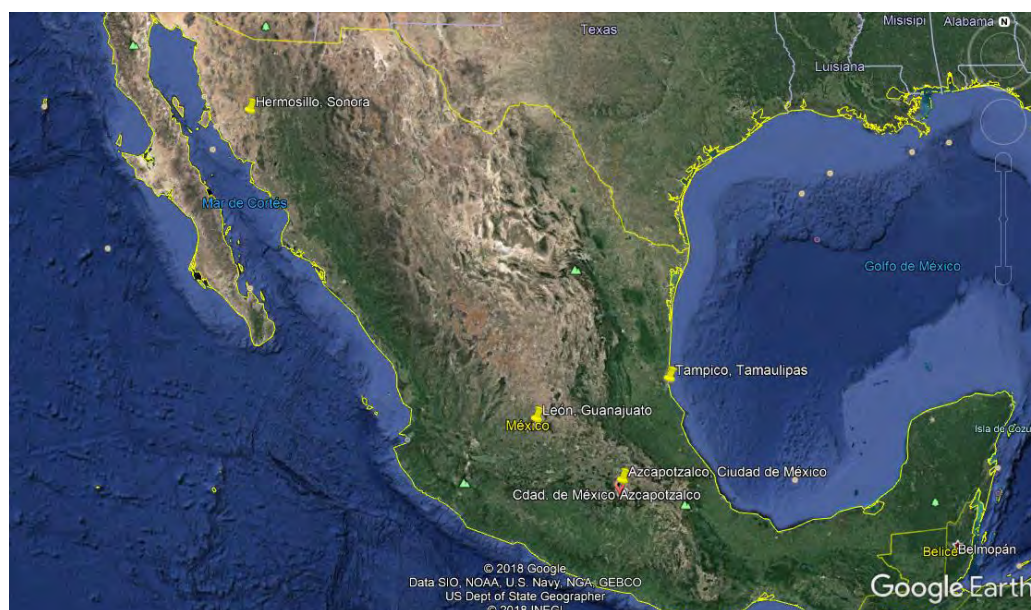 Misisipi
Alabama
N
Texas
Luisiana
Hermosillo, Sonora
Mar de Cortés
Golfo de México
Tampico, Tamaulipas
León, Guanajuato
México
Isla de Cozu
Azcapotzalco, Ciudad de México
Cdad. de México Azcapotzalco
Belice
Belmopán
© 2018 Google
Data SIO, NOAA, U.S. Navy, NGA, GEBCO
US Dept of State Geographer
© 2018 INEGI
Google Earth